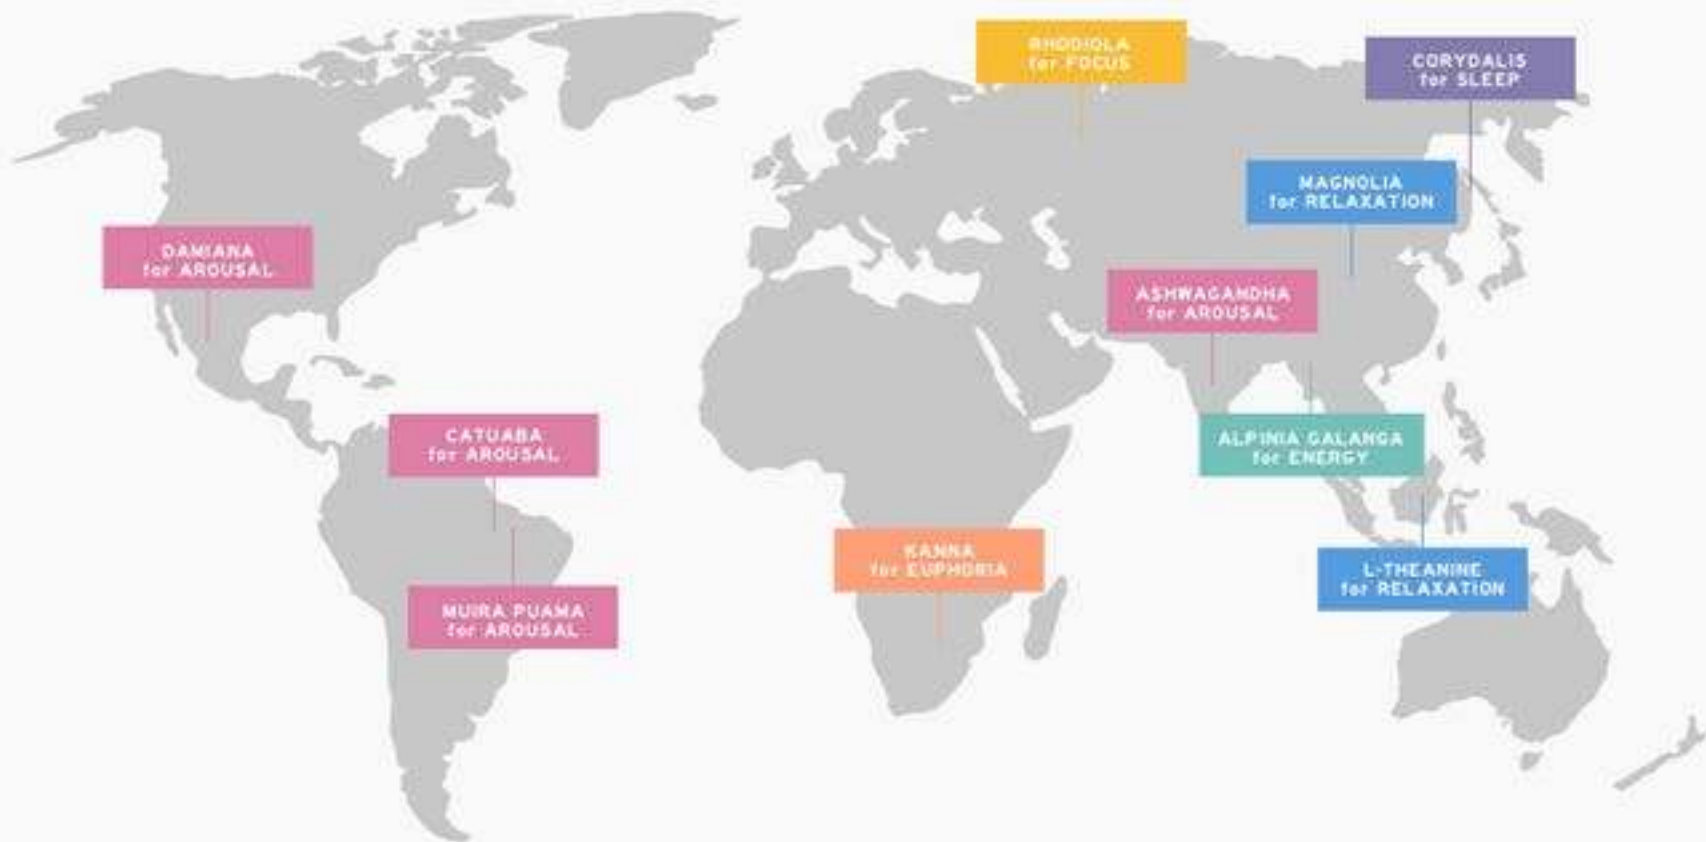 RHODIOLA
for FOCUS
CORYDALIS
for SLEEP
MAGNOLIA
for RELAXATION
DAMIANA
for AROUSAL
ASHWAGANDHA
for AROUSAL
CATUABA
for AROUSAL
ALPINIA GALANGA
for ENERGY
KANNA
for EUPHORIA
L-THEANINE
for RELAXATION
MUIRA PUAMA
for AROUSAL